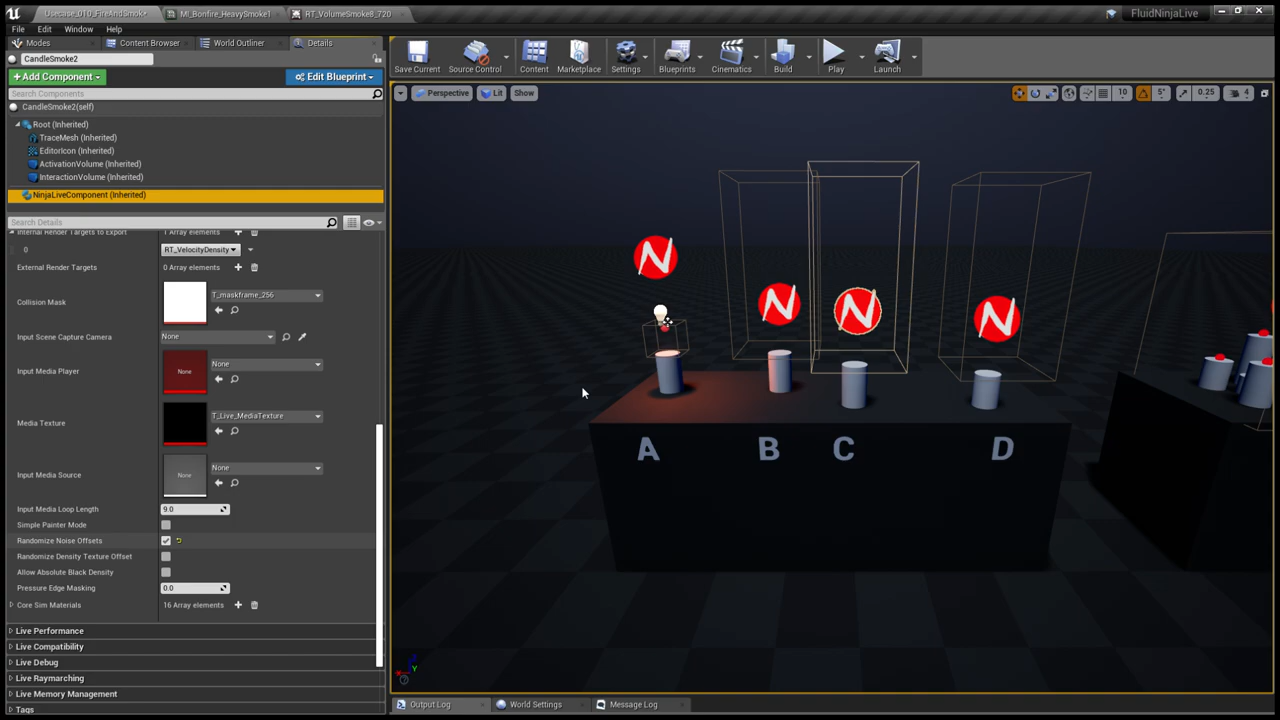 Usecase_010_FireAndSmoke* MI_Bonfire_HeavySmoke1 RT_VolumeSmoke8_720 FluidNinjaLive
File Edit Window Help
Modes Content Browser World Outliner Details
CandleSmoke2
+ Add Component Edit Blueprint
Search Components
CandleSmoke2(self)
Root (Inherited)
TraceMesh (Inherited)
EditorIcon (Inherited)
ActivationVolume (Inherited)
InteractionVolume (Inherited)
NinjaLiveComponent (Inherited)
Search Details
Internal Render Targets to Export 1 Array elements
0 RT_VelocityDensity
External Render Targets 0 Array elements
Collision Mask T_maskframe_256
Input Scene Capture Camera None
Input Media Player None None
Media Texture T_Live_MediaTexture
Input Media Source None None
Input Media Loop Length 9.0
Simple Painter Mode
Randomize Noise Offsets
Randomize Density Texture Offset
Allow Absolute Black Density
Pressure Edge Masking 0.0
Core Sim Materials 16 Array elements
Live Performance
Live Compatibility
Live Debug
Live Raymarching
Live Memory Management
Tags
Save Current Source Control Content Marketplace Settings Blueprints Cinematics Build Play Launch
Perspective Lit Show 10 5° 0.25 4
N N N N
A B C D
Y
Output Log World Settings Message Log